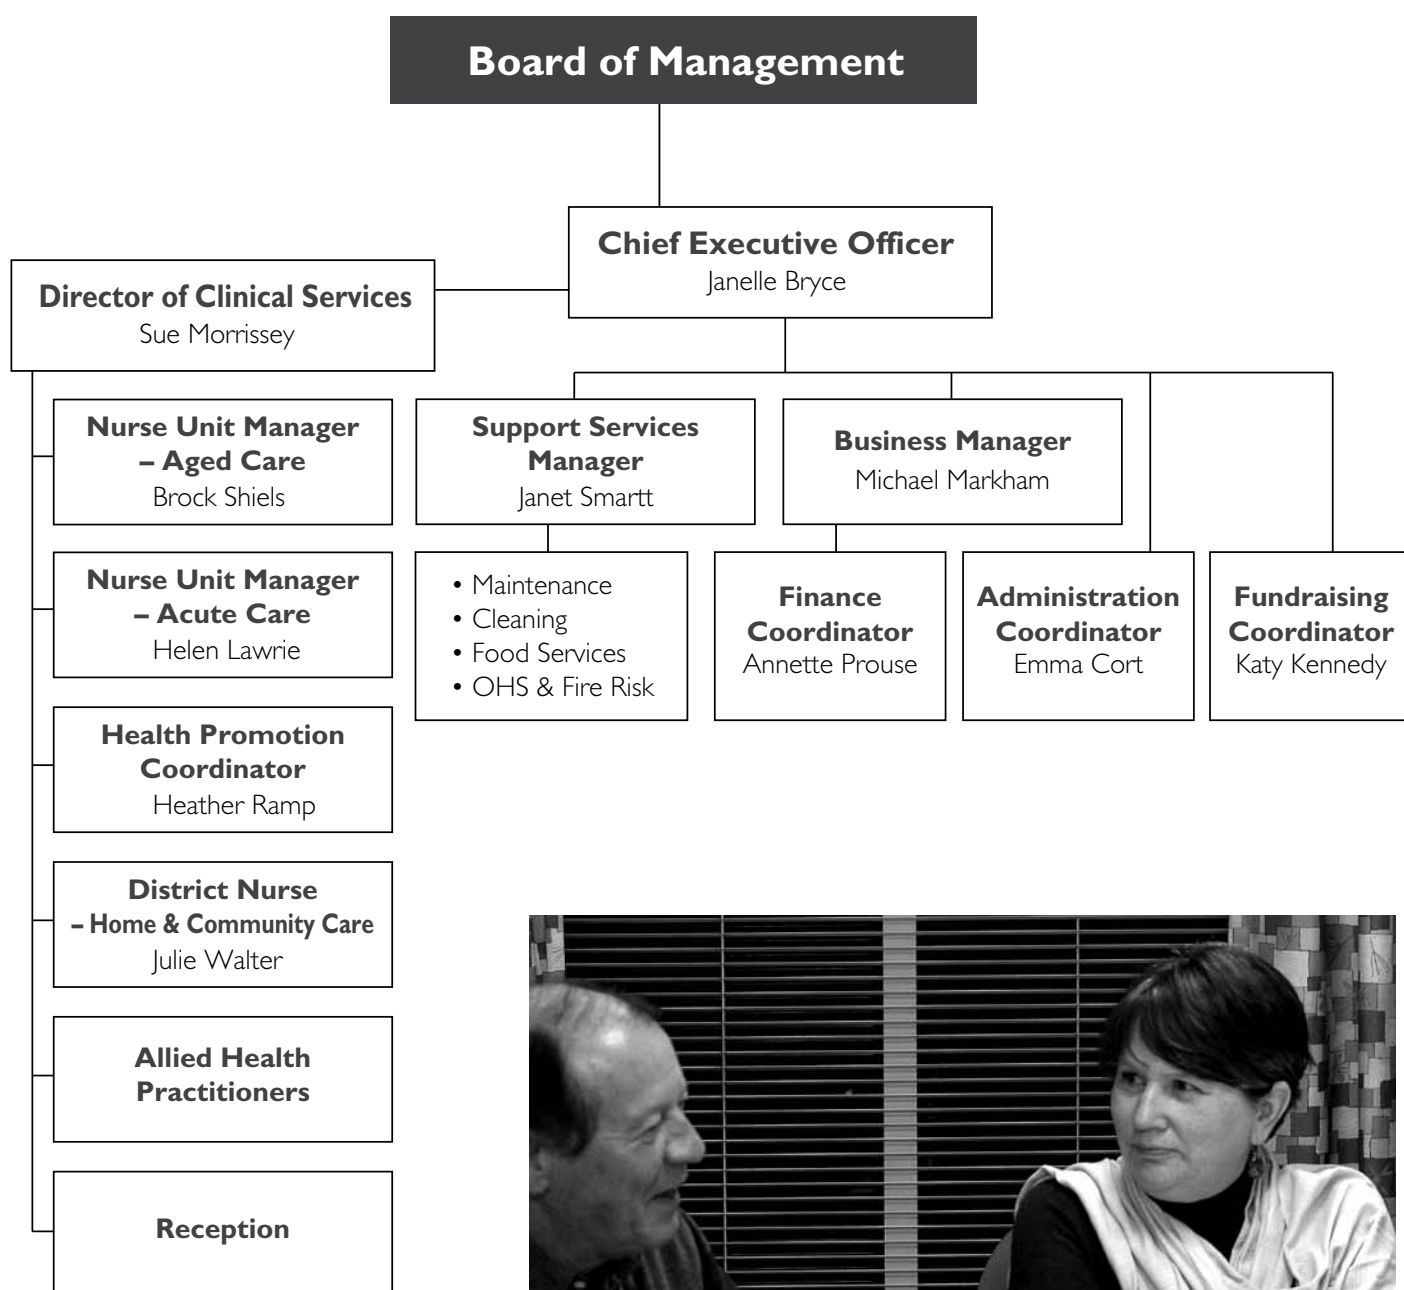 Board of Management
Chief Executive Officer
Janelle Bryce
Director of Clinical Services
Sue Morrissey
Nurse Unit Manager
– Aged Care
Brock Shiels
Support Services
Manager
Janet Smartt
Business Manager
Michael Markham
Nurse Unit Manager
– Acute Care
Helen Lawrie
• Maintenance
• Cleaning
• Food Services
• OHS & Fire Risk
Finance
Coordinator
Annette Prouse
Administration
Coordinator
Emma Cort
Fundraising
Coordinator
Katy Kennedy
Health Promotion
Coordinator
Heather Ramp
District Nurse
– Home & Community Care
Julie Walter
Allied Health
Practitioners
Reception